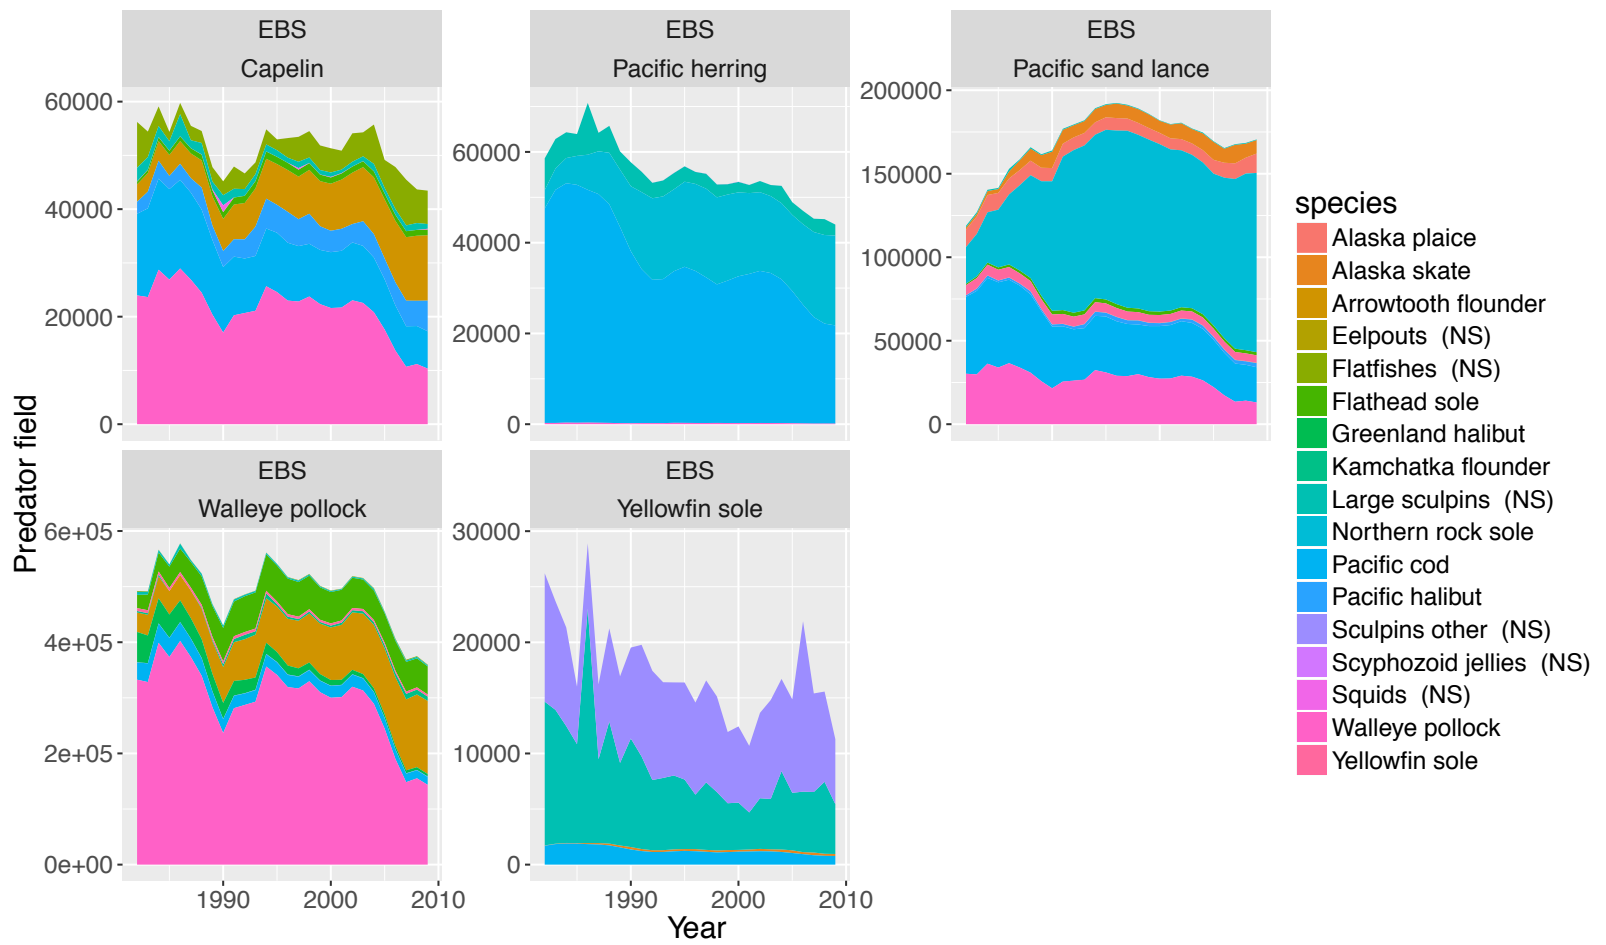 EBS
Capelin
EBS
Pacific herring
EBS
Pacific sand lance
60000
40000
20000
0
60000
40000
20000
0
200000
150000
100000
50000
0
EBS
Walleye pollock
EBS
Yellowfin sole
6e+05
4e+05
2e+05
0e+00
30000
20000
10000
0
1990
2000
2010
1990
2000
2010
Predator field
Year
species
Alaska plaice
Alaska skate
Arrowtooth flounder
Eelpouts (NS)
Flatfishes (NS)
Flathead sole
Greenland halibut
Kamchatka flounder
Large sculpins (NS)
Northern rock sole
Pacific cod
Pacific halibut
Sculpins other (NS)
Scyphozoid jellies (NS)
Squids (NS)
Walleye pollock
Yellowfin sole